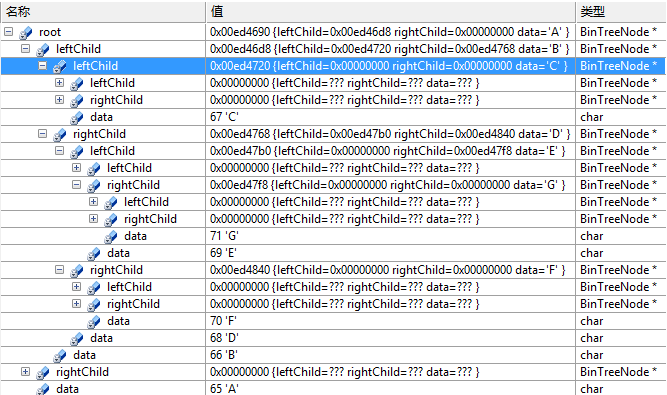 名称 值 类型
root 0x00ed4690 {leftChild=0x00ed46d8 rightChild=0x00000000 data='A' } BinTreeNode *
leftChild 0x00ed46d8 {leftChild=0x00ed4720 rightChild=0x00ed4768 data='B' } BinTreeNode *
leftChild 0x00ed4720 {leftChild=0x00000000 rightChild=0x00000000 data='C' } BinTreeNode *
leftChild 0x00000000 {leftChild=??? rightChild=??? data=??? } BinTreeNode *
rightChild 0x00000000 {leftChild=??? rightChild=??? data=??? } BinTreeNode *
data 67 'C' char
rightChild 0x00ed4768 {leftChild=0x00ed47b0 rightChild=0x00ed4840 data='D' } BinTreeNode *
leftChild 0x00ed47b0 {leftChild=0x00000000 rightChild=0x00ed47f8 data='E' } BinTreeNode *
leftChild 0x00000000 {leftChild=??? rightChild=??? data=??? } BinTreeNode *
rightChild 0x00ed47f8 {leftChild=0x00000000 rightChild=0x00000000 data='G' } BinTreeNode *
leftChild 0x00000000 {leftChild=??? rightChild=??? data=??? } BinTreeNode *
rightChild 0x00000000 {leftChild=??? rightChild=??? data=??? } BinTreeNode *
data 71 'G' char
data 69 'E' char
rightChild 0x00ed4840 {leftChild=0x00000000 rightChild=0x00000000 data='F' } BinTreeNode *
leftChild 0x00000000 {leftChild=??? rightChild=??? data=??? } BinTreeNode *
rightChild 0x00000000 {leftChild=??? rightChild=??? data=??? } BinTreeNode *
data 70 'F' char
data 68 'D' char
data 66 'B' char
rightChild 0x00000000 {leftChild=??? rightChild=??? data=??? } BinTreeNode *
data 65 'A' char